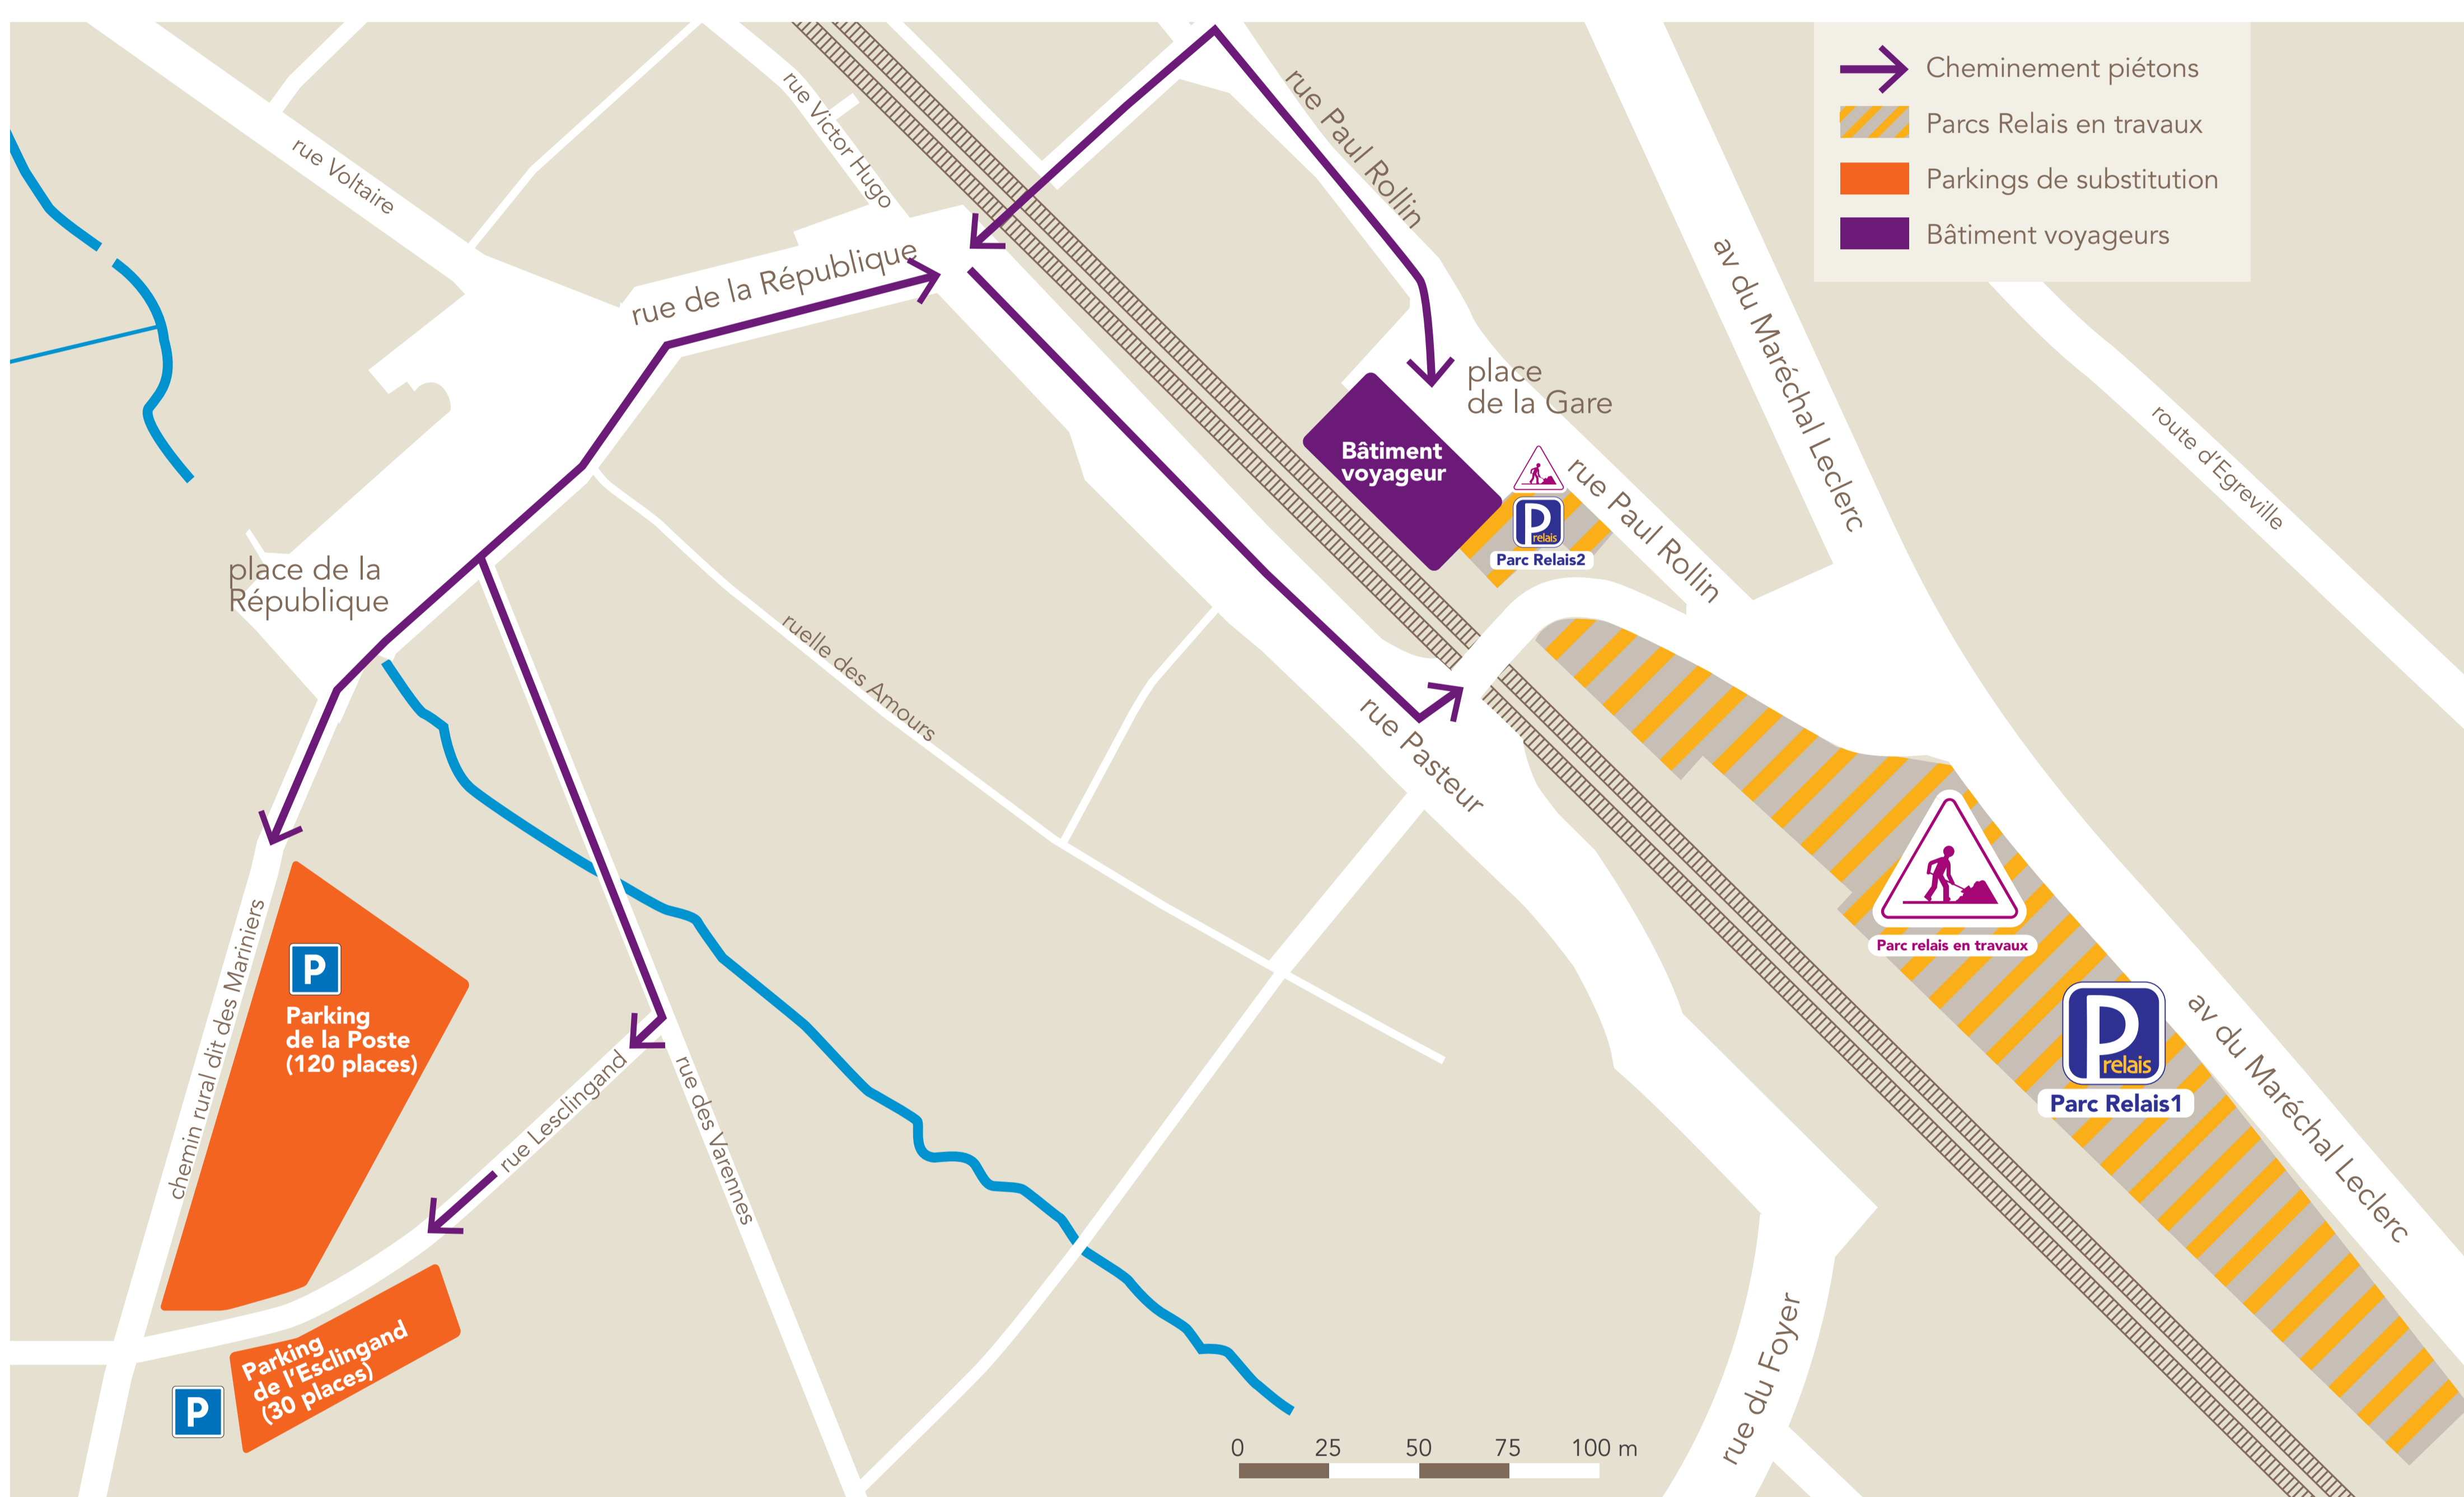 Cheminement piétons
Parcs Relais en travaux
Parkings de substitution
Bâtiment voyageurs
rue Voltaire
rue Victor Hugo
rue Paul Rollin
av du Maréchal Leclerc
route d'Egreville
rue de la République
place
de la Gare
Bâtiment
voyageur
P
relais
Parc Relais2
rue Paul Rollin
place de la
République
ruelle des Amours
rue Pasteur
Parc relais en travaux
P
relais
Parc Relais1
av du Maréchal Leclerc
chemin rural dit des Mariniers
P
Parking
de la Poste
(120 places)
rue Lesclingand
rue des Varennes
Parking
de l'Esclingand
(30 places)
P
rue du Foyer
0 25 50 75 100 m